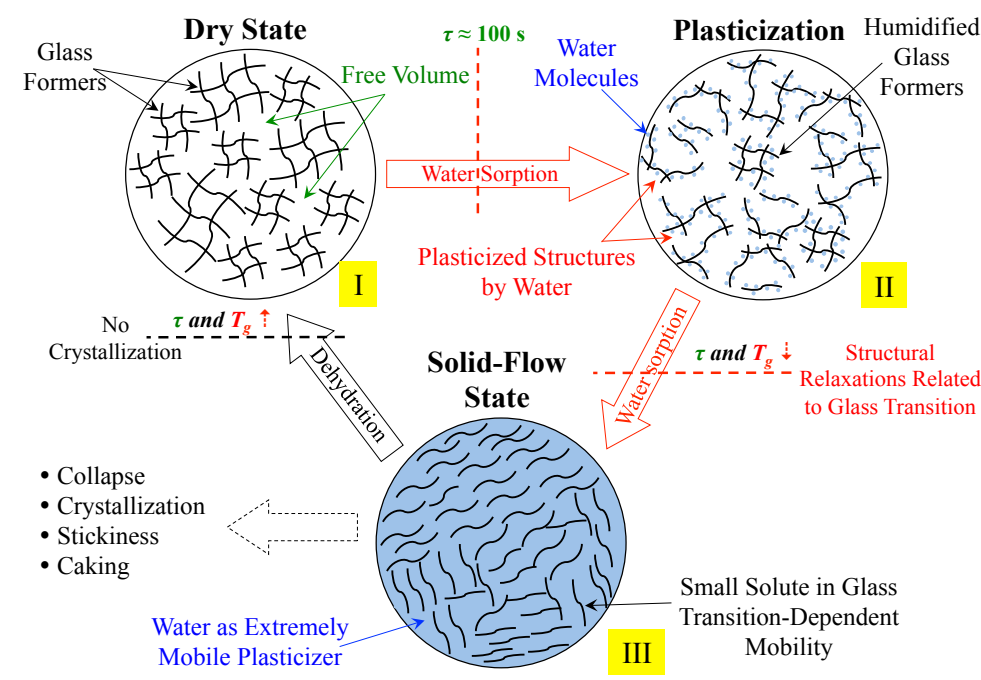 Dry State
Glass
Formers
Free Volume
I
τ ≈ 100 s
Water Sorption
Plasticization
Water
Molecules
Humidified
Glass
Formers
Plasticized Structures
by Water
II
Water sorption
τ and Tg
Structural
Relaxations Related
to Glass Transition
No
Crystallization
τ and Tg
Dehydration
Solid-Flow
State
• Collapse
• Crystallization
• Stickiness
• Caking
Water as Extremely
Mobile Plasticizer
Small Solute in Glass
Transition-Dependent
Mobility
III